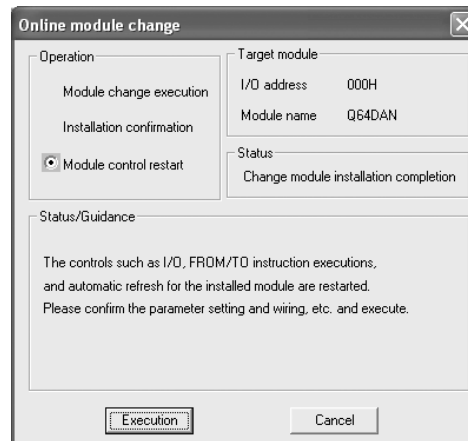 Online module change
Operation
Module change execution
Installation confirmation
Module control restart
Target module
I/O address 000H
Module name Q64DAN
Status
Change module installation completion
Status/Guidance
The controls such as I/O, FROM/TO instruction executions,
and automatic refresh for the installed module are restarted.
Please confirm the parameter setting and wiring, etc. and execute.
Execution Cancel